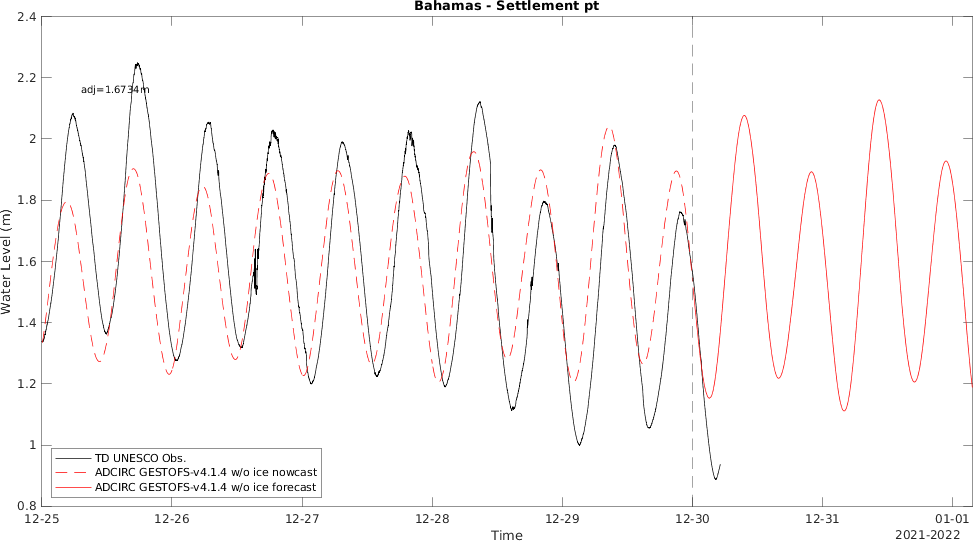 Bahamas - Settlement pt
2.4
2.2
2
1.8
1.6
1.4
1.2
1
0.8
Water Level (m)
adj=1.6734m
TD UNESCO Obs.
ADCIRC GESTOFS-v4.1.4 w/o ice nowcast
ADCIRC GESTOFS-v4.1.4 w/o ice forecast
12-25 12-26 12-27 12-28 12-29 12-30 12-31 01-01
Time
2021-2022